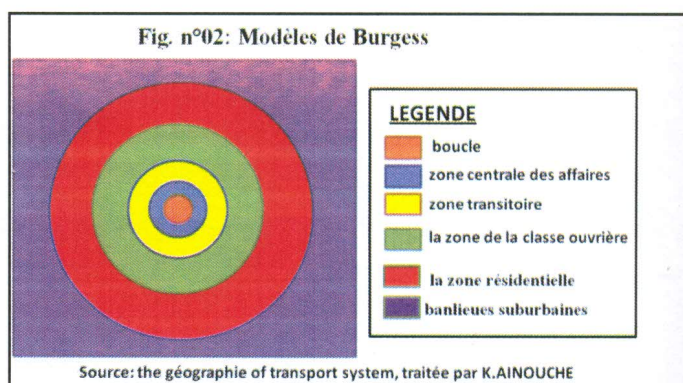 Fig. n°02: Modèles de Burgess
LEGENDE
boucle
zone centrale des affaires
zone transitoire
la zone de la classe ouvrière
la zone résidentielle
banlieues suburbaines
Source: the géographie of transport system, traitée par K.AINOUCHE